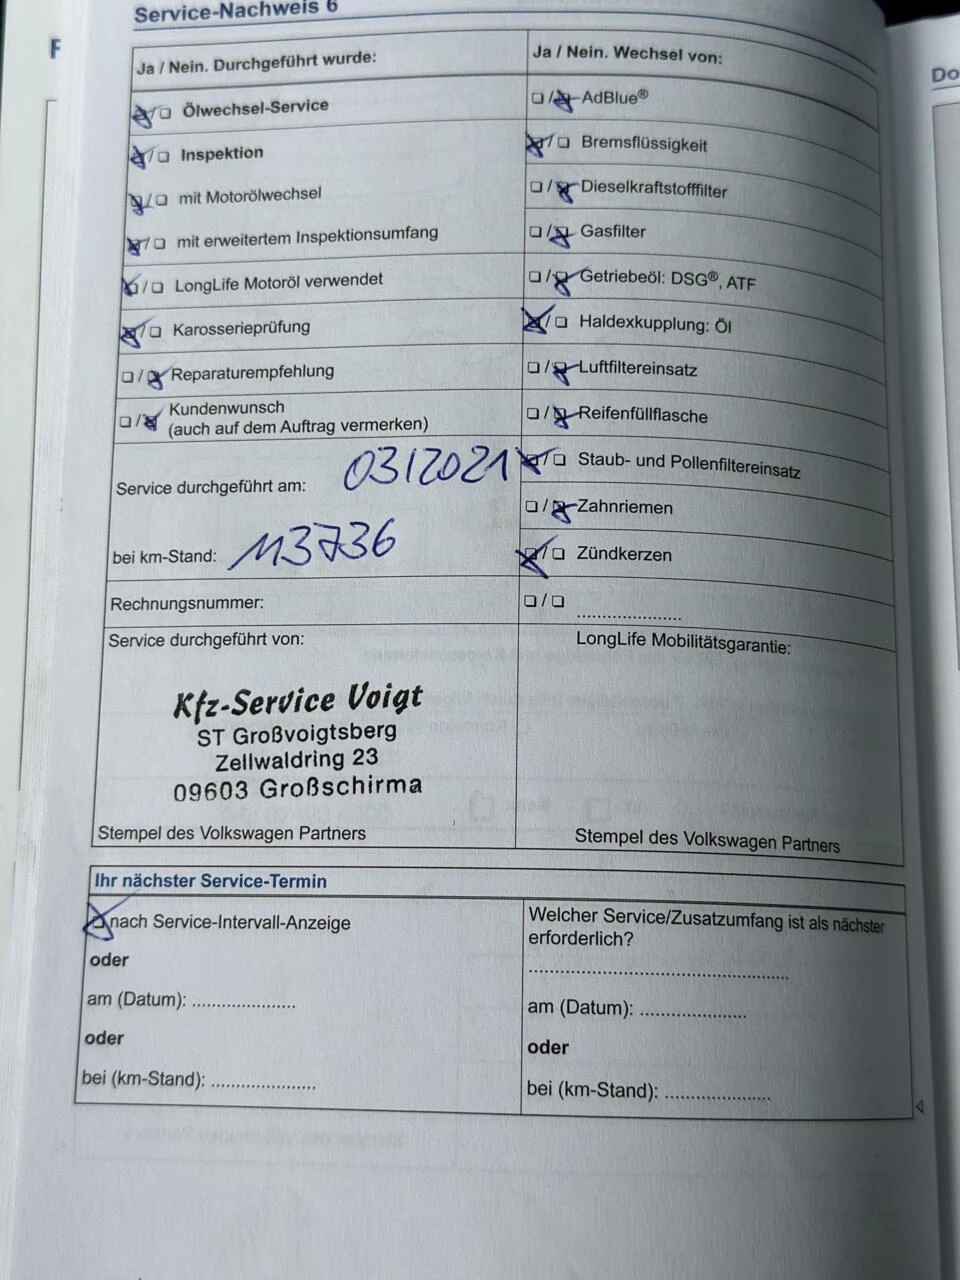 Service-Nachweis 6
Ja / Nein. Durchgeführt wurde:
☒/☐ Ölwechsel-Service
☒/☐ Inspektion
☒/☐ mit Motorölwechsel
☒/☐ mit erweitertem Inspektionsumfang
☒/☐ LongLife Motoröl verwendet
☒/☐ Karosserieprüfung
☐/☒ Reparaturempfehlung
☐/☒ Kundenwunsch
(auch auf dem Auftrag vermerken)
Service durchgeführt am: 03/2021
bei km-Stand: 113736
Rechnungsnummer:
Service durchgeführt von:
Kfz-Service Voigt
ST Großvoigtsberg
Zellwaldring 23
09603 Großschirma
Stempel des Volkswagen Partners
Ja / Nein. Wechsel von:
☐/☒ AdBlue®
☒/☐ Bremsflüssigkeit
☐/☒ Dieselkraftstofffilter
☐/☒ Gasfilter
☐/☒ Getriebeöl: DSG®, ATF
☒/☐ Haldexkupplung: Öl
☐/☒ Luftfiltereinsatz
☐/☒ Reifenfüllflasche
☒/☐ Staub- und Pollenfiltereinsatz
☐/☒ Zahnriemen
☒/☐ Zündkerzen
☐/☐ ....................
LongLife Mobilitätsgarantie:
Stempel des Volkswagen Partners
Ihr nächster Service-Termin
☒ nach Service-Intervall-Anzeige
oder
am (Datum): ....................
oder
bei (km-Stand): ....................
Welcher Service/Zusatzumfang ist als nächster
erforderlich?
..................................................
am (Datum): ....................
oder
bei (km-Stand): ....................
Do